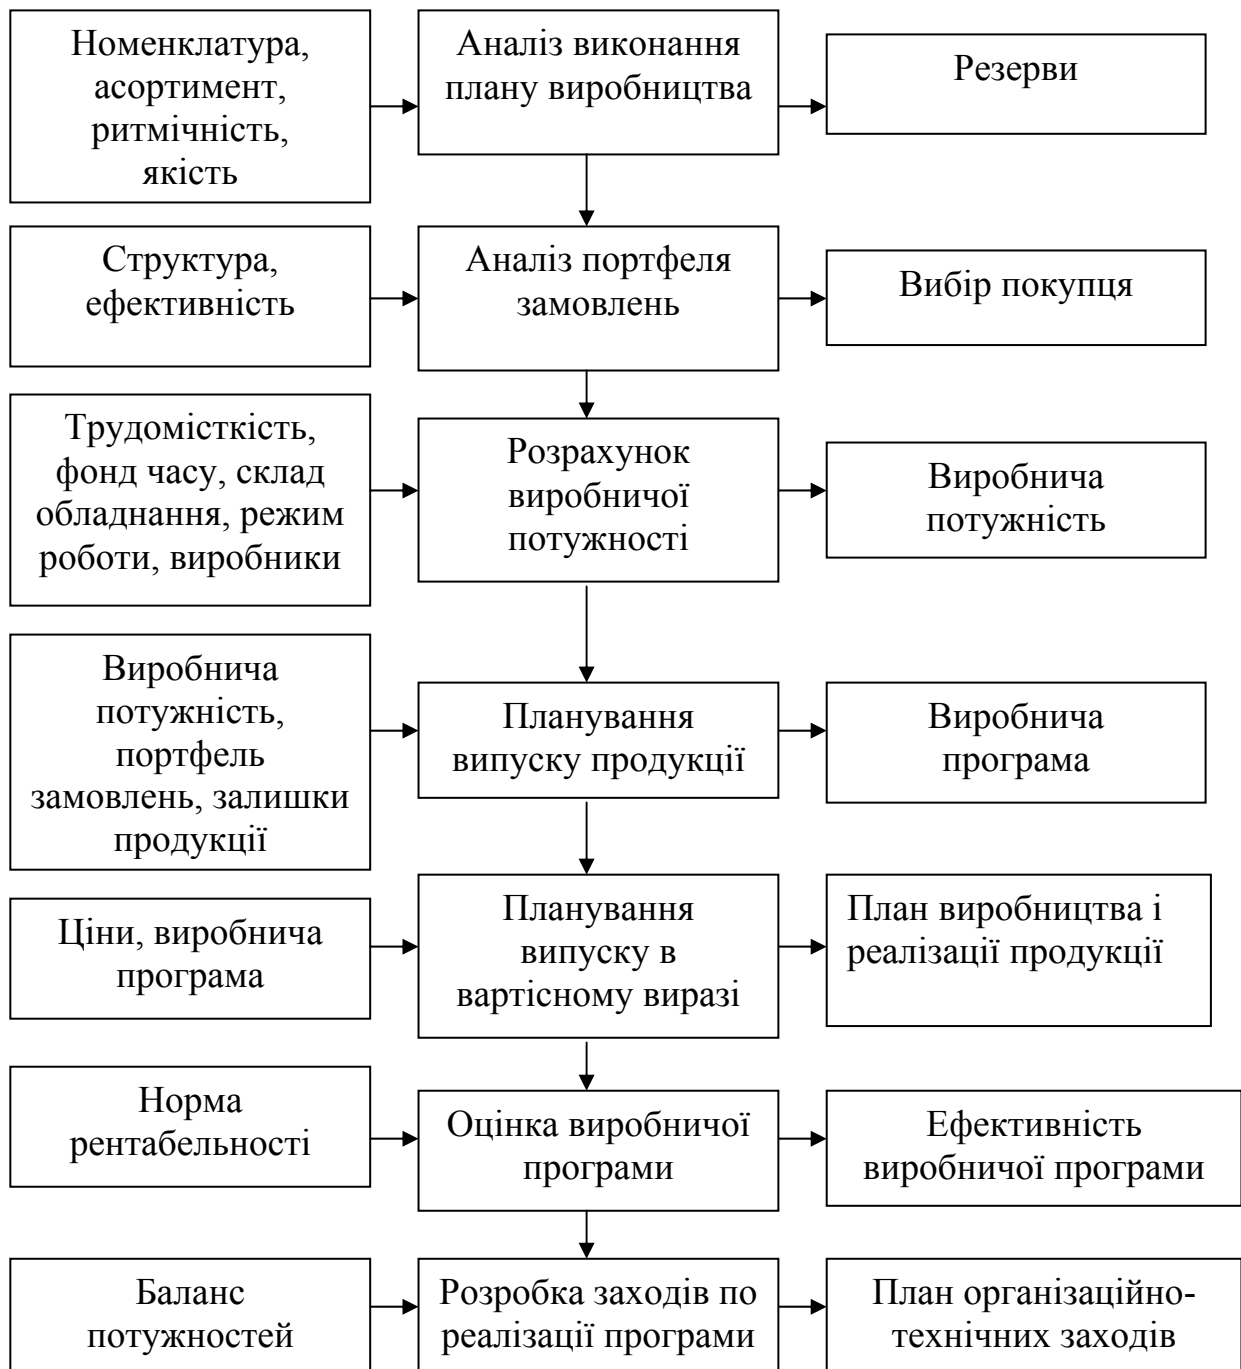 Номенклатура,
асортимент,
ритмічність,
якість
Аналіз виконання
плану виробництва
Резерви
Структура,
ефективність
Аналіз портфеля
замовлень
Вибір покупця
Трудомісткість,
фонд часу, склад
обладнання, режим
роботи, виробники
Розрахунок
виробничої
потужності
Виробнича
потужність
Виробнича
потужність,
портфель
замовлень, залишки
продукції
Планування
випуску продукції
Виробнича
програма
Ціни, виробнича
програма
Планування
випуску в
вартісному виразі
План виробництва і
реалізації продукції
Норма
рентабельності
Оцінка виробничої
програми
Ефективність
виробничої програми
Баланс
потужностей
Розробка заходів по
реалізації програми
План організаційно-
технічних заходів